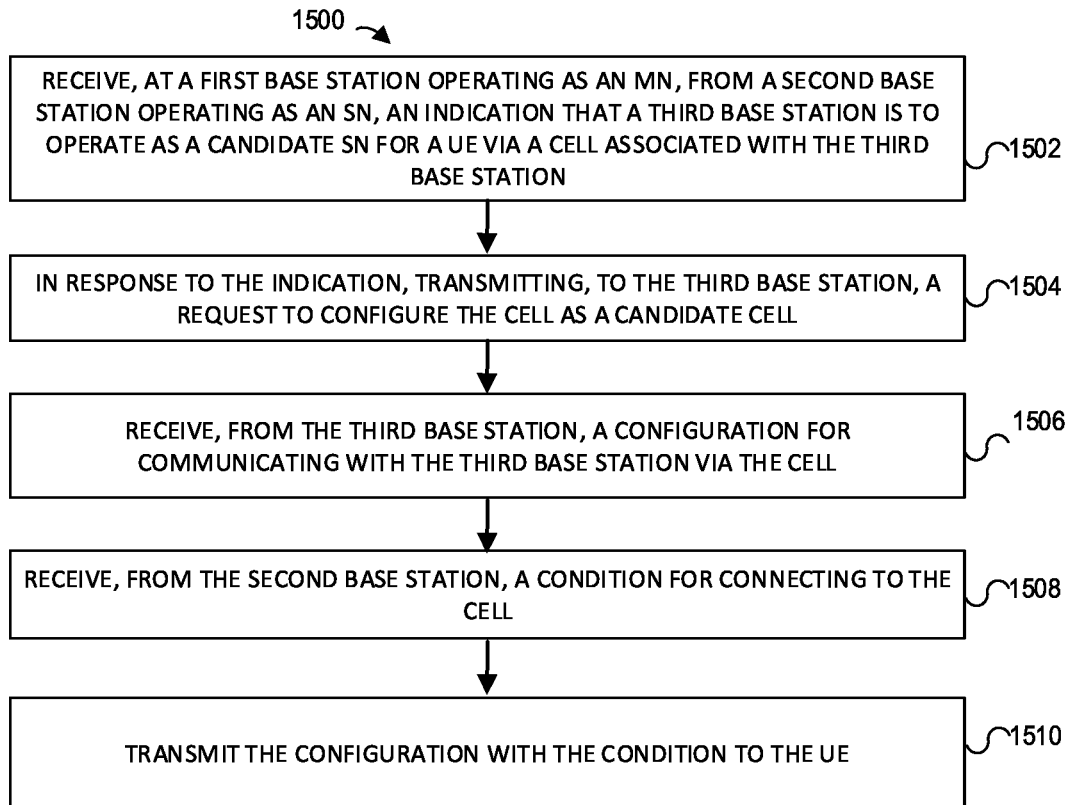 1500
RECEIVE, AT A FIRST BASE STATION OPERATING AS AN MN, FROM A SECOND BASE
STATION OPERATING AS AN SN, AN INDICATION THAT A THIRD BASE STATION IS TO
OPERATE AS A CANDIDATE SN FOR A UE VIA A CELL ASSOCIATED WITH THE THIRD
BASE STATION
1502
IN RESPONSE TO THE INDICATION, TRANSMITTING, TO THE THIRD BASE STATION, A
REQUEST TO CONFIGURE THE CELL AS A CANDIDATE CELL
1504
RECEIVE, FROM THE THIRD BASE STATION, A CONFIGURATION FOR
COMMUNICATING WITH THE THIRD BASE STATION VIA THE CELL
1506
RECEIVE, FROM THE SECOND BASE STATION, A CONDITION FOR CONNECTING TO THE
CELL
1508
TRANSMIT THE CONFIGURATION WITH THE CONDITION TO THE UE
1510